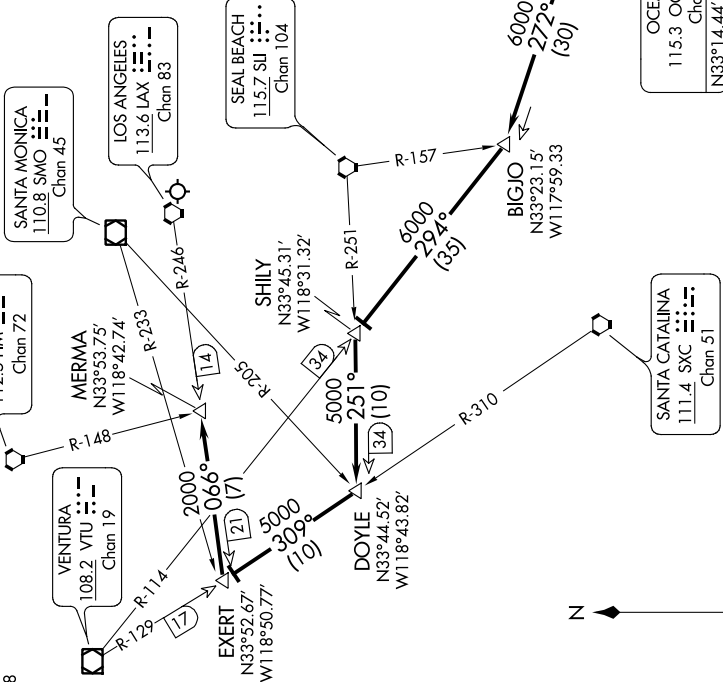 SANTA MONICA
110.8 SMO
Chan 45
LOS ANGELES
113.6 LAX
Chan 83
SEAL BEACH
115.7 SLI
Chan 104
6000
272°
(30)
115.3
N33°14.44'
Chan 72
VENTURA
108.2 VTU
Chan 19
MERMA
N33°53.75'
W118°42.74'
SHILY
N33°45.31'
W118°31.32'
BIGJO
N33°23.15'
W117°59.33
EXERT
N33°52.67'
W118°50.77'
DOYLE
N33°44.52'
W118°43.82'
SANTA CATALINA
111.4 SXC
Chan 51
R-246
R-233
R-205
R-148
R-114
R-129
R-251
R-157
R-310
14
34
34
21
17
6000
294°
(35)
5000
251°
(10)
5000
309°
(10)
2000
066°
(7)
N
8